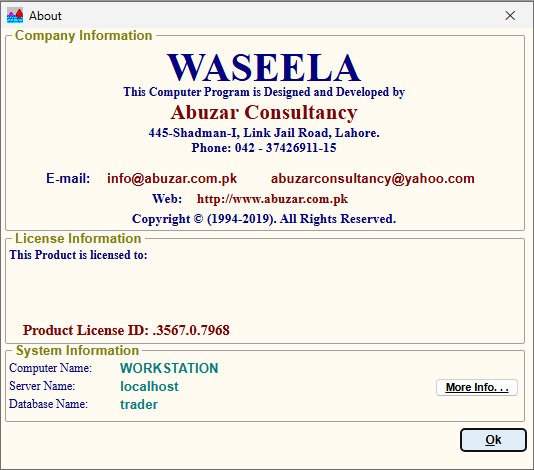 About
Company Information
WASEELA
This Computer Program is Designed and Developed by
Abuzar Consultancy
445-Shadman-I, Link Jail Road, Lahore.
Phone: 042 - 37426911-15
E-mail: info@abuzar.com.pk abuzarconsultancy@yahoo.com
Web: http://www.abuzar.com.pk
Copyright © (1994-2019). All Rights Reserved.
License Information
This Product is licensed to:
Product License ID: .3567.0.7968
System Information
Computer Name: WORKSTATION
Server Name: localhost
More Info. . .
Database Name: trader
Ok